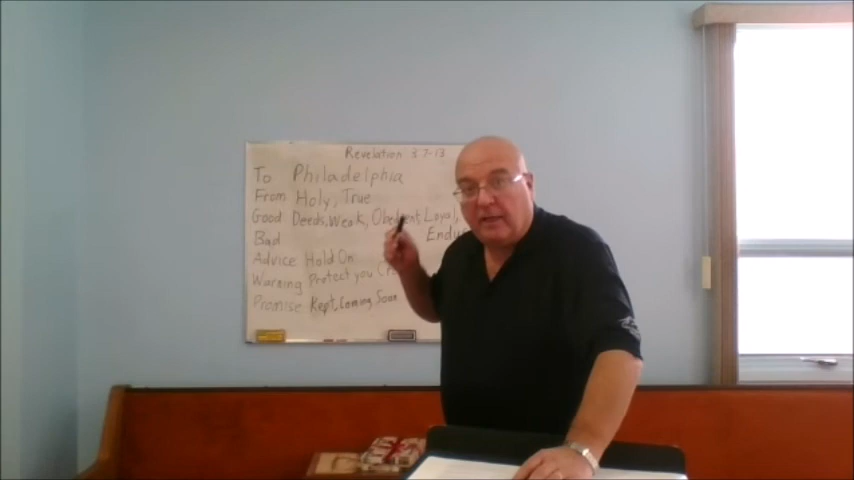 Revelation 3 7-13
To Philadelphia
From Holy, True
Good Deeds, Weak, Obedient, Loyal,
Bad
Advice Hold On
Warning Protect you
Promise Kept, Coming Soon